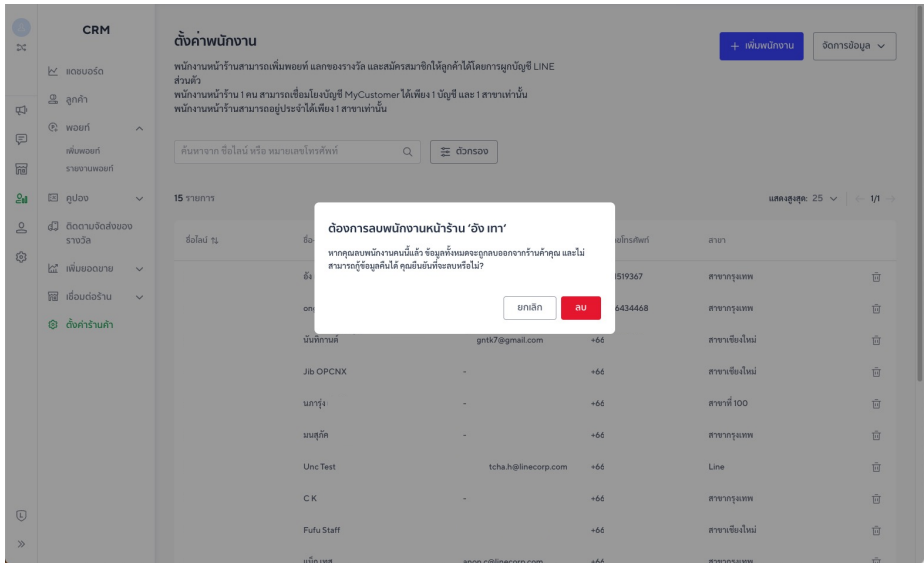 CRM
แดชบอร์ด
ลูกค้า
พอยท์
เพิ่มพอยท์
รายงานพอยท์
คูปอง
ติดตามจัดส่งของ
รางวัล
เพิ่มยอดขาย
เชื่อมต่อร้าน
ตั้งค่าร้านค้า
ตั้งค่าพนักงาน
+ เพิ่มพนักงาน
จัดการข้อมูล
พนักงานหน้าร้านสามารถเพิ่มพอยท์ แลกของรางวัล และสมัครสมาชิกให้ลูกค้าได้โดยการผูกบัญชี LINE
ส่วนตัว
พนักงานหน้าร้าน 1 คน สามารถเชื่อมโยงบัญชี MyCustomer ได้เพียง 1 บัญชี และ 1 สาขาเท่านั้น
พนักงานหน้าร้านสามารถอยู่ประจำได้เพียง 1 สาขาเท่านั้น
ค้นหาจาก ชื่อไลน์ หรือ หมายเลขโทรศัพท์
ตัวกรอง
15 รายการ
แสดงสูงสุด: 25
1/1
ต้องการลบพนักงานหน้าร้าน ‘อัง เทา’
หากคุณลบพนักงานคนนี้แล้ว ข้อมูลทั้งหมดจะถูกลบออกจากร้านค้าคุณ และไม่
สามารถกู้ข้อมูลคืนได้ คุณยืนยันที่จะลบหรือไม่?
ยกเลิก
ลบ
ชื่อไลน์ สาขา
519367 สาขากรุงเทพ
6434468 สาขากรุงเทพ
นันทิกานต์ gntk7@gmail.com +66 สาขาเชียงใหม่
Jib OPCNX - +66 สาขาเชียงใหม่
นภารุ่ง - +66 สาขาที่ 100
มนสุภัค - +66 สาขากรุงเทพ
Unc Test tcha.h@linecorp.com +66 Line
C K - +66 สาขากรุงเทพ
Fufu Staff +66 สาขาเชียงใหม่
anon.c@linecorp.com +66 สาขากรุงเทพ